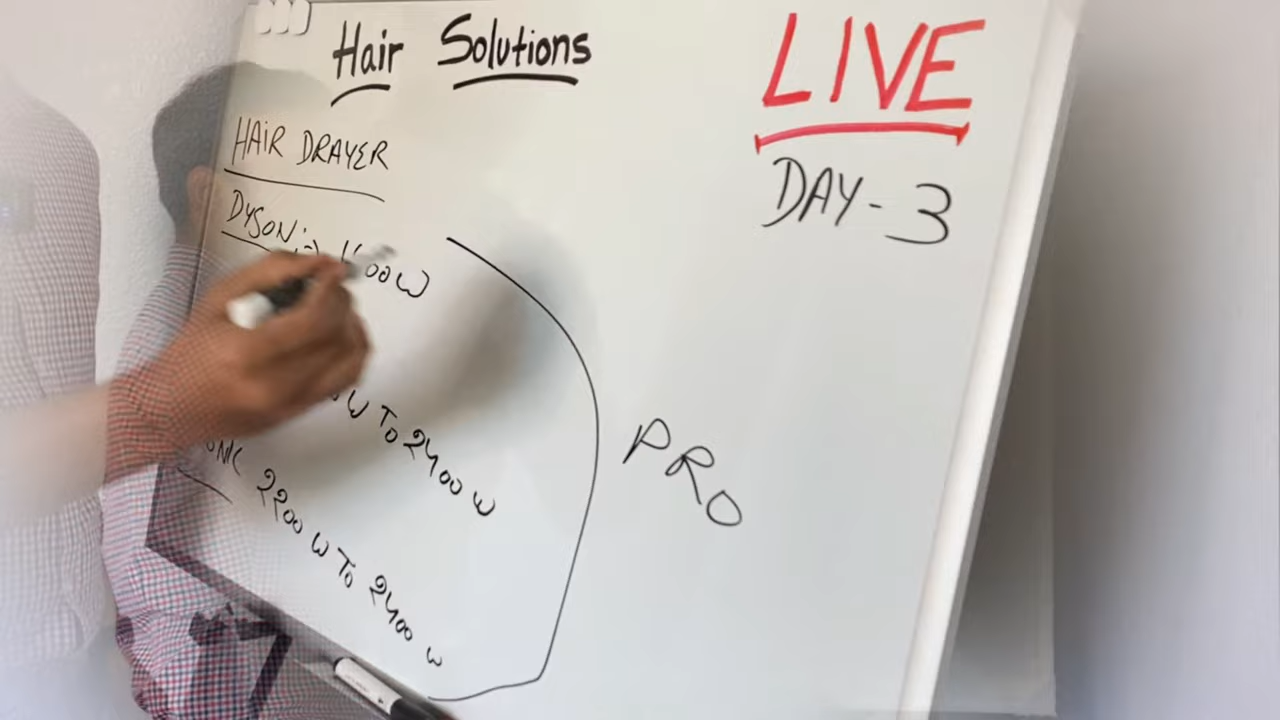 Hair Solutions
LIVE
DAY-3
HAIR DRAYER
DYSON
W TO 2400 W
2200 W TO 2400 W
PRO